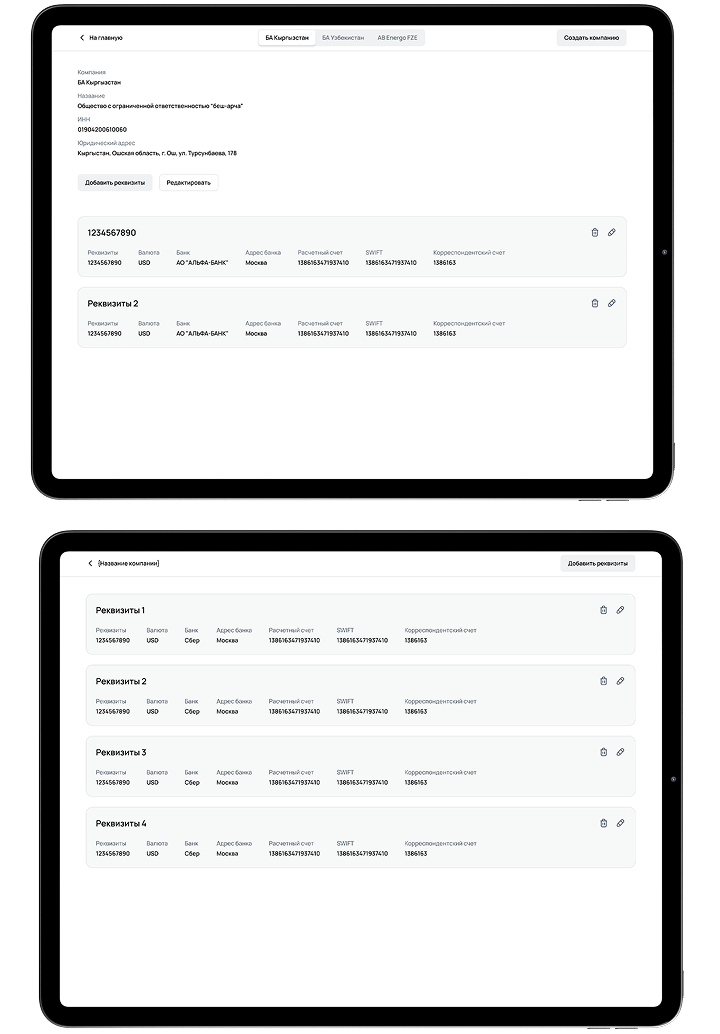 На главную БА Кыргызстан БА Узбекистан AB Energo FZE Создать компанию
Компания
БА Кыргызстан
Название
Общество с ограниченной ответственностью "беш-арча"
ИНН
01904200610060
Юридический адрес
Кыргыстан, Ошская область, г. Ош, ул. Турсунбаева, 178
Добавить реквизиты Редактировать
1234567890
Реквизиты Валюта Банк Адрес банка Расчетный счет SWIFT Корреспондентский счет
1234567890 USD АО "АЛЬФА-БАНК" Москва 1386163471937410 1386163471937410 1386163
Реквизиты 2
Реквизиты Валюта Банк Адрес банка Расчетный счет SWIFT Корреспондентский счет
1234567890 USD АО "АЛЬФА-БАНК" Москва 1386163471937410 1386163471937410 1386163
[Название компании] Добавить реквизиты
Реквизиты 1
Реквизиты Валюта Банк Адрес банка Расчетный счет SWIFT Корреспондентский счет
1234567890 USD Сбер Москва 1386163471937410 1386163471937410 1386163
Реквизиты 2
Реквизиты Валюта Банк Адрес банка Расчетный счет SWIFT Корреспондентский счет
1234567890 USD Сбер Москва 1386163471937410 1386163471937410 1386163
Реквизиты 3
Реквизиты Валюта Банк Адрес банка Расчетный счет SWIFT Корреспондентский счет
1234567890 USD Сбер Москва 1386163471937410 1386163471937410 1386163
Реквизиты 4
Реквизиты Валюта Банк Адрес банка Расчетный счет SWIFT Корреспондентский счет
1234567890 USD Сбер Москва 1386163471937410 1386163471937410 1386163